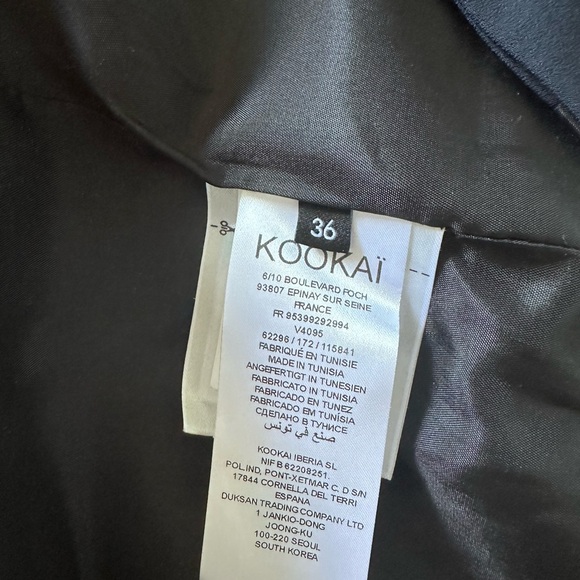 36
KOOKAÏ
6/10 BOULEVARD FOCH
93807 EPINAY SUR SEINE
FRANCE
FR 95399292994
V4095
62298 / 172 / 115841
FABRIQUÉ EN TUNISIE
MADE IN TUNISIA
ANGEFERTIGT IN TUNESIEN
FABBRICATO IN TUNISIA
FABRICADO EN TUNEZ
FABRICADO EM TUNÍSIA
СДЕЛАНО В ТУНИСЕ
صنع في تونس
KOOKAI IBERIA SL
NIF B 62208251.
POL.IND, PONT-XETMAR C. D S/N
17844 CORNELLA DEL TERRI
ESPANA
DUKSAN TRADING COMPANY LTD
1 JANKIO-DONG
JOONG-KU
100-220 SEOUL
SOUTH KOREA